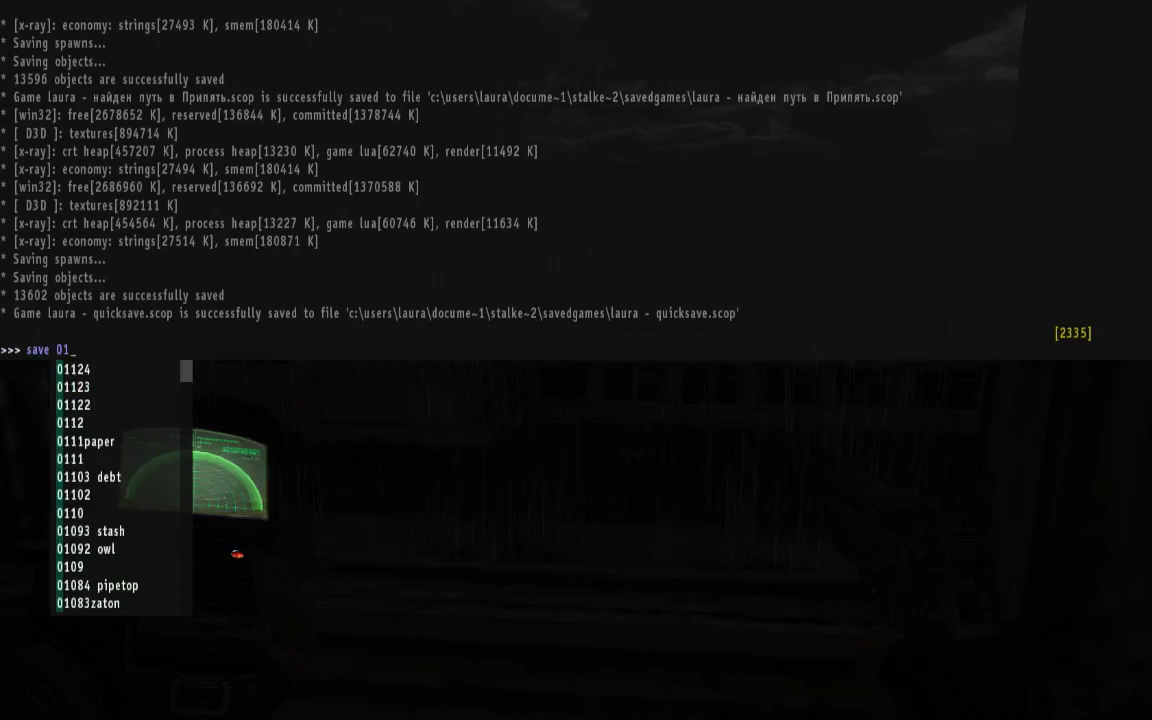 * [x-ray]: economy: strings[27493 K], smem[180414 K]
* Saving spawns...
* Saving objects...
* 13596 objects are successfully saved
* Game laura - найден путь в Припять.scop is successfully saved to file 'c:\users\laura\docume~1\stalke~2\savedgames\laura - найден путь в Припять.scop'
* [win32]: free[2678652 K], reserved[136844 K], committed[1378744 K]
* [ D3D ]: textures[894714 K]
* [x-ray]: crt heap[457207 K], process heap[13230 K], game lua[62740 K], render[11492 K]
* [x-ray]: economy: strings[27494 K], smem[180414 K]
* [win32]: free[2686960 K], reserved[136692 K], committed[1370588 K]
* [ D3D ]: textures[892111 K]
* [x-ray]: crt heap[454564 K], process heap[13227 K], game lua[60746 K], render[11634 K]
* [x-ray]: economy: strings[27514 K], smem[180871 K]
* Saving spawns...
* Saving objects...
* 13602 objects are successfully saved
* Game laura - quicksave.scop is successfully saved to file 'c:\users\laura\docume~1\stalke~2\savedgames\laura - quicksave.scop'
[2335]
>>> save 01_
01124
01123
01122
0112
0111paper
0111
01103 debt
01102
0110
01093 stash
01092 owl
0109
01084 pipetop
01083zaton